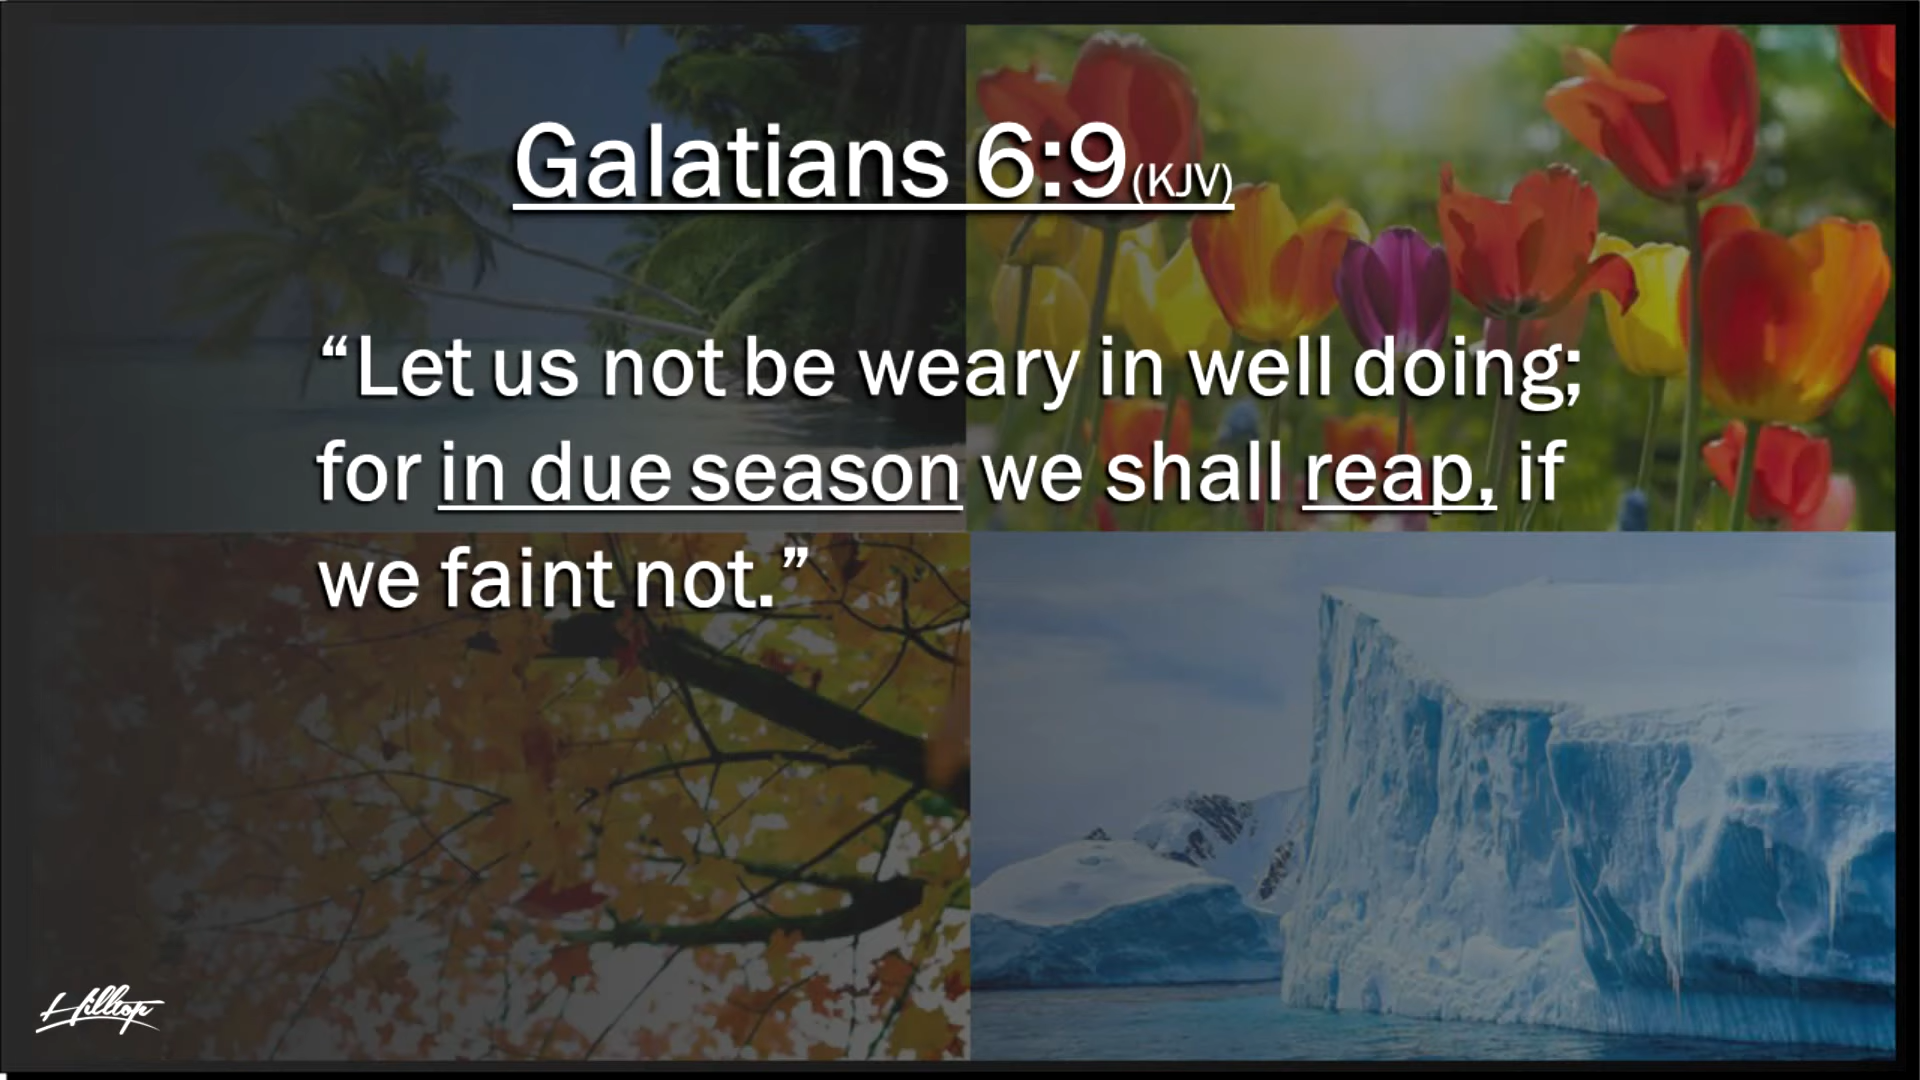 Galatians 6:9(KJV)
“Let us not be weary in well doing;
for in due season we shall reap, if
we faint not.”
Hilltop